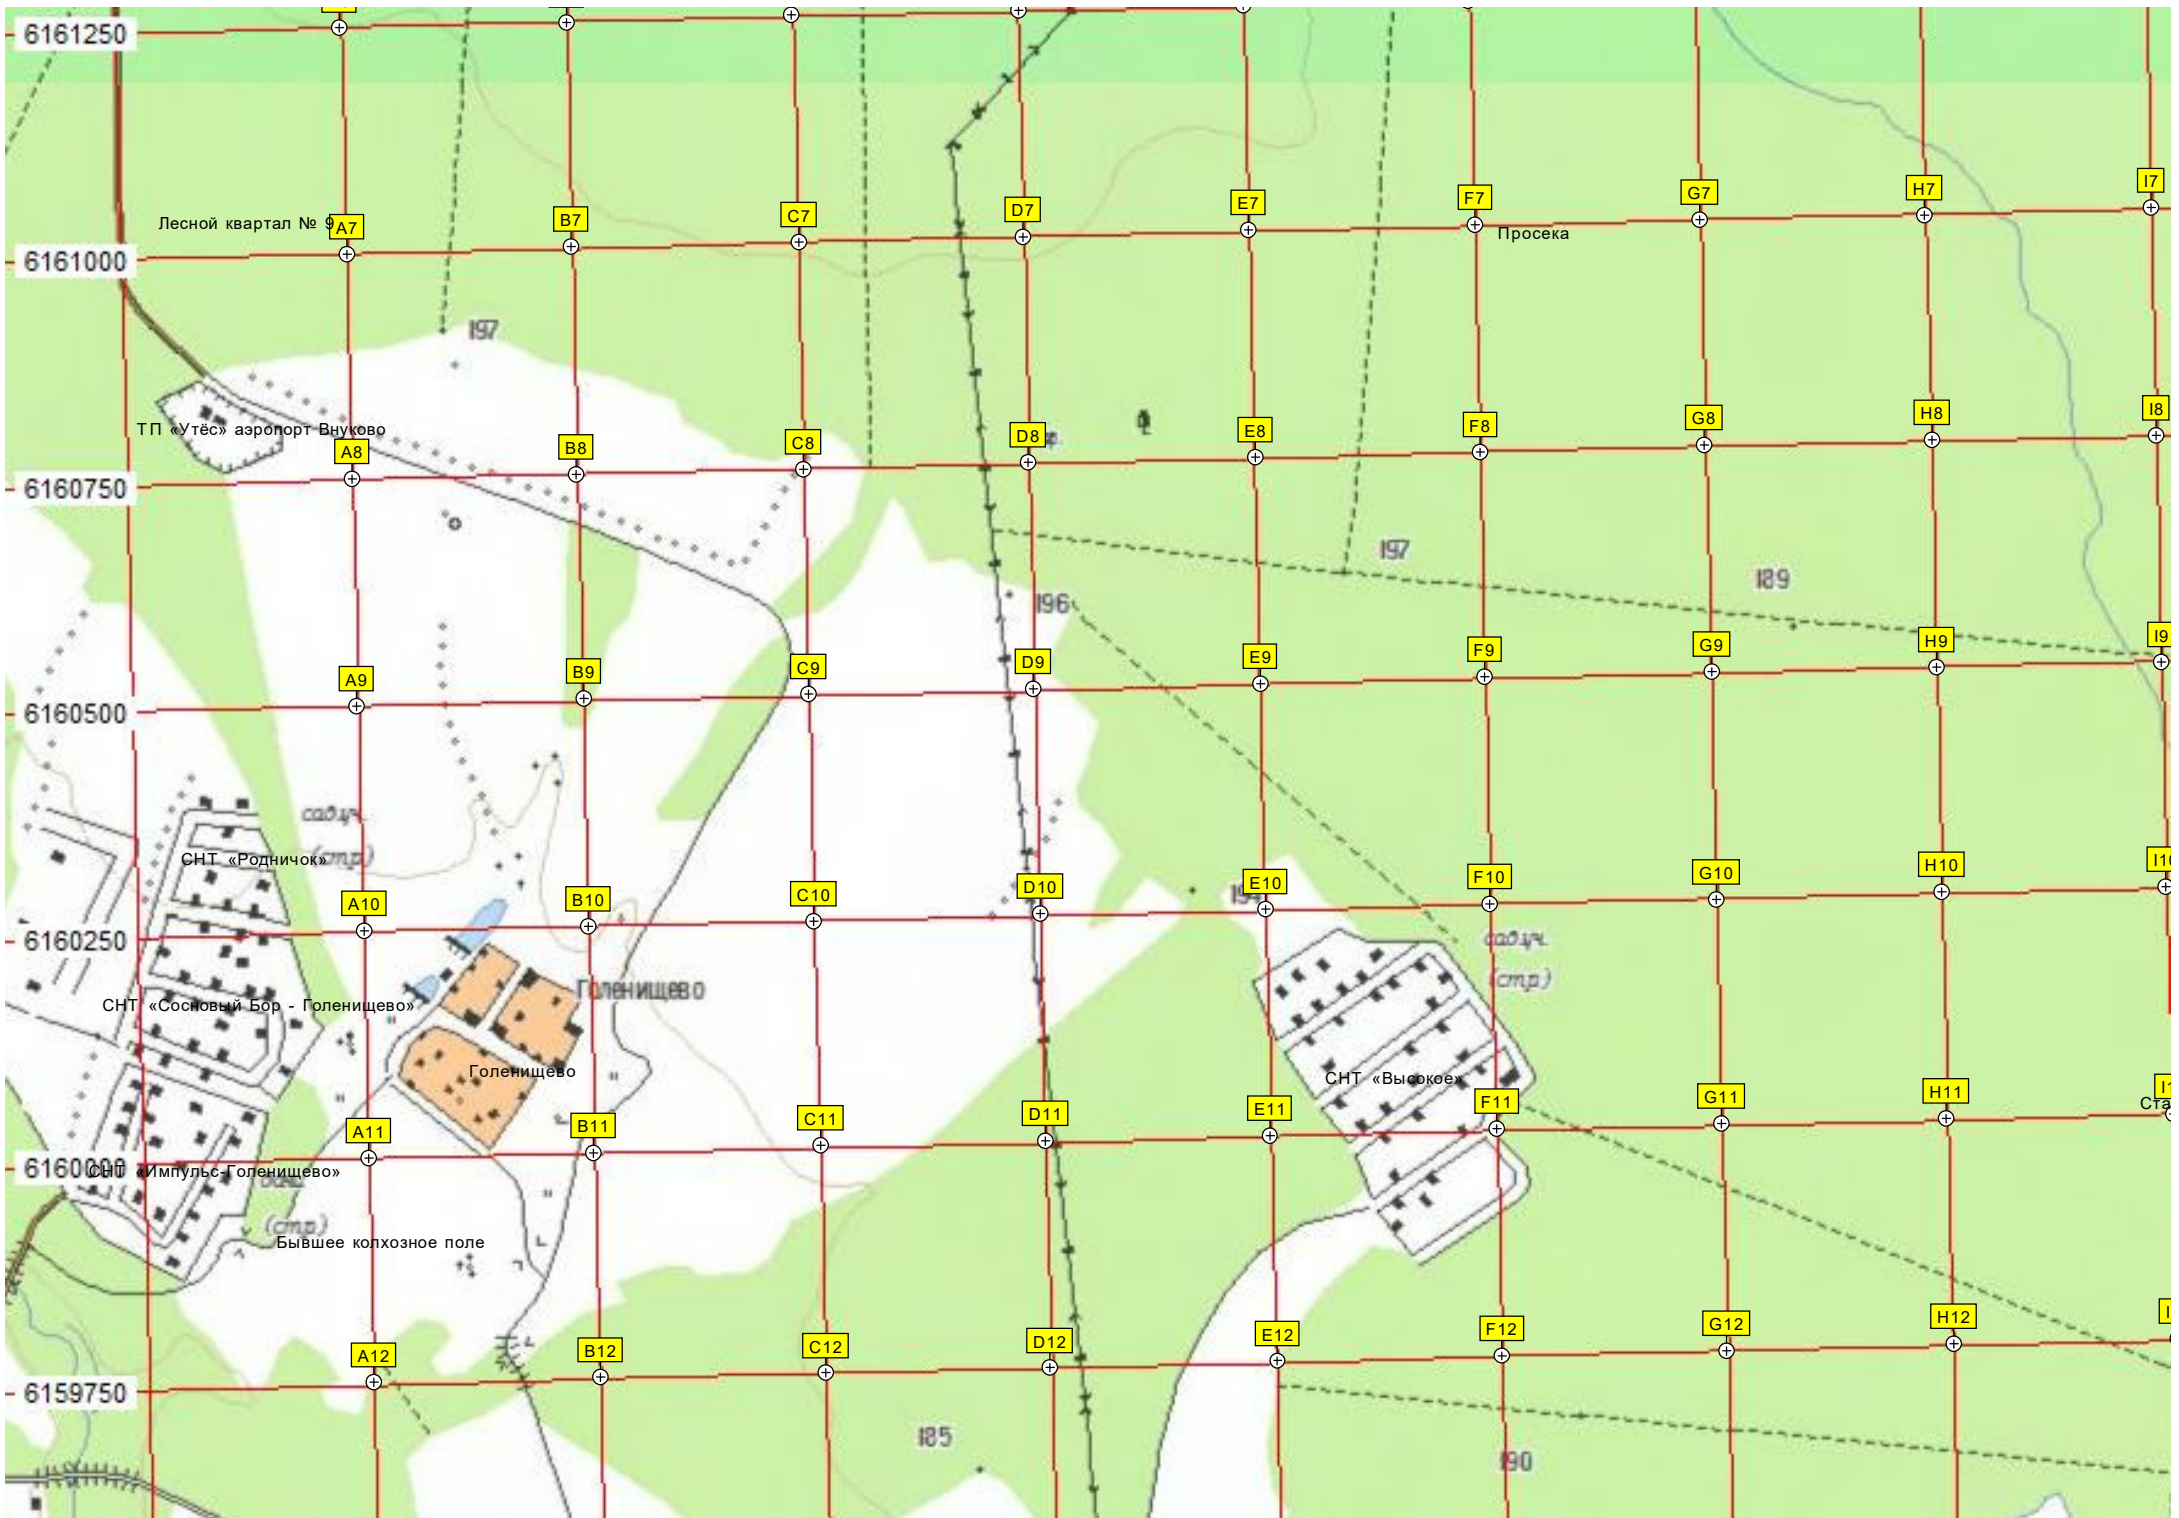 6161250
Лесной квартал № 9
A7
B7
C7
D7
E7
F7
G7
H7
I7
Просека
6161000
197
ТП «Утёс» аэропорт Внуково
A8
B8
C8
D8
E8
F8
G8
H8
I8
6160750
197
189
196
A9
B9
C9
D9
E9
F9
G9
H9
I9
6160500
сад.уч.
(стр)
СНТ «Родничок»
A10
B10
C10
D10
194
E10
F10
G10
H10
6160250
сад.уч.
(стр)
Голенищево
СНТ «Сосновый Бор - Голенищево»
Голенищево
СНТ «Высокое»
A11
B11
C11
D11
E11
F11
G11
H11
Ста
6160000
СНТ «Импульс-Голенищево»
(стр)
Бывшее колхозное поле
A12
B12
C12
D12
E12
F12
G12
H12
6159750
185
190